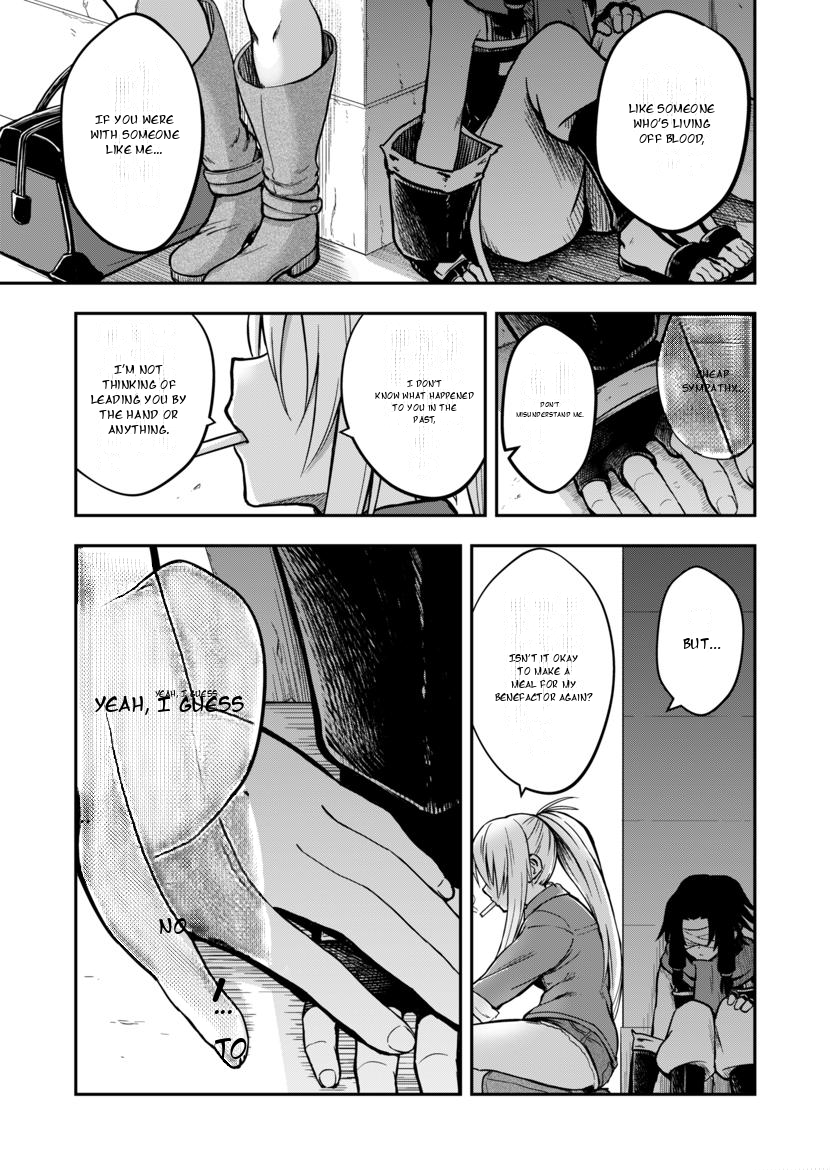 LIKE SOMEONE
WHO'S LIVING
OFF BLOOD,
IF YOU WERE
WITH SOMEONE
LIKE ME...
CHEAP
SYMPATHY...
DON'T
MISUNDERSTAND ME.
I DON'T
KNOW WHAT HAPPENED
TO YOU IN THE
PAST,
I'M NOT
THINKING OF
LEADING YOU BY
THE HAND OR
ANYTHING.
BUT...
ISN'T IT OKAY
TO MAKE A
MEAL FOR MY
BENEFACTOR AGAIN?
YEAH, I GUESS
YEAH, I GUESS
..
NO
I
...
TO